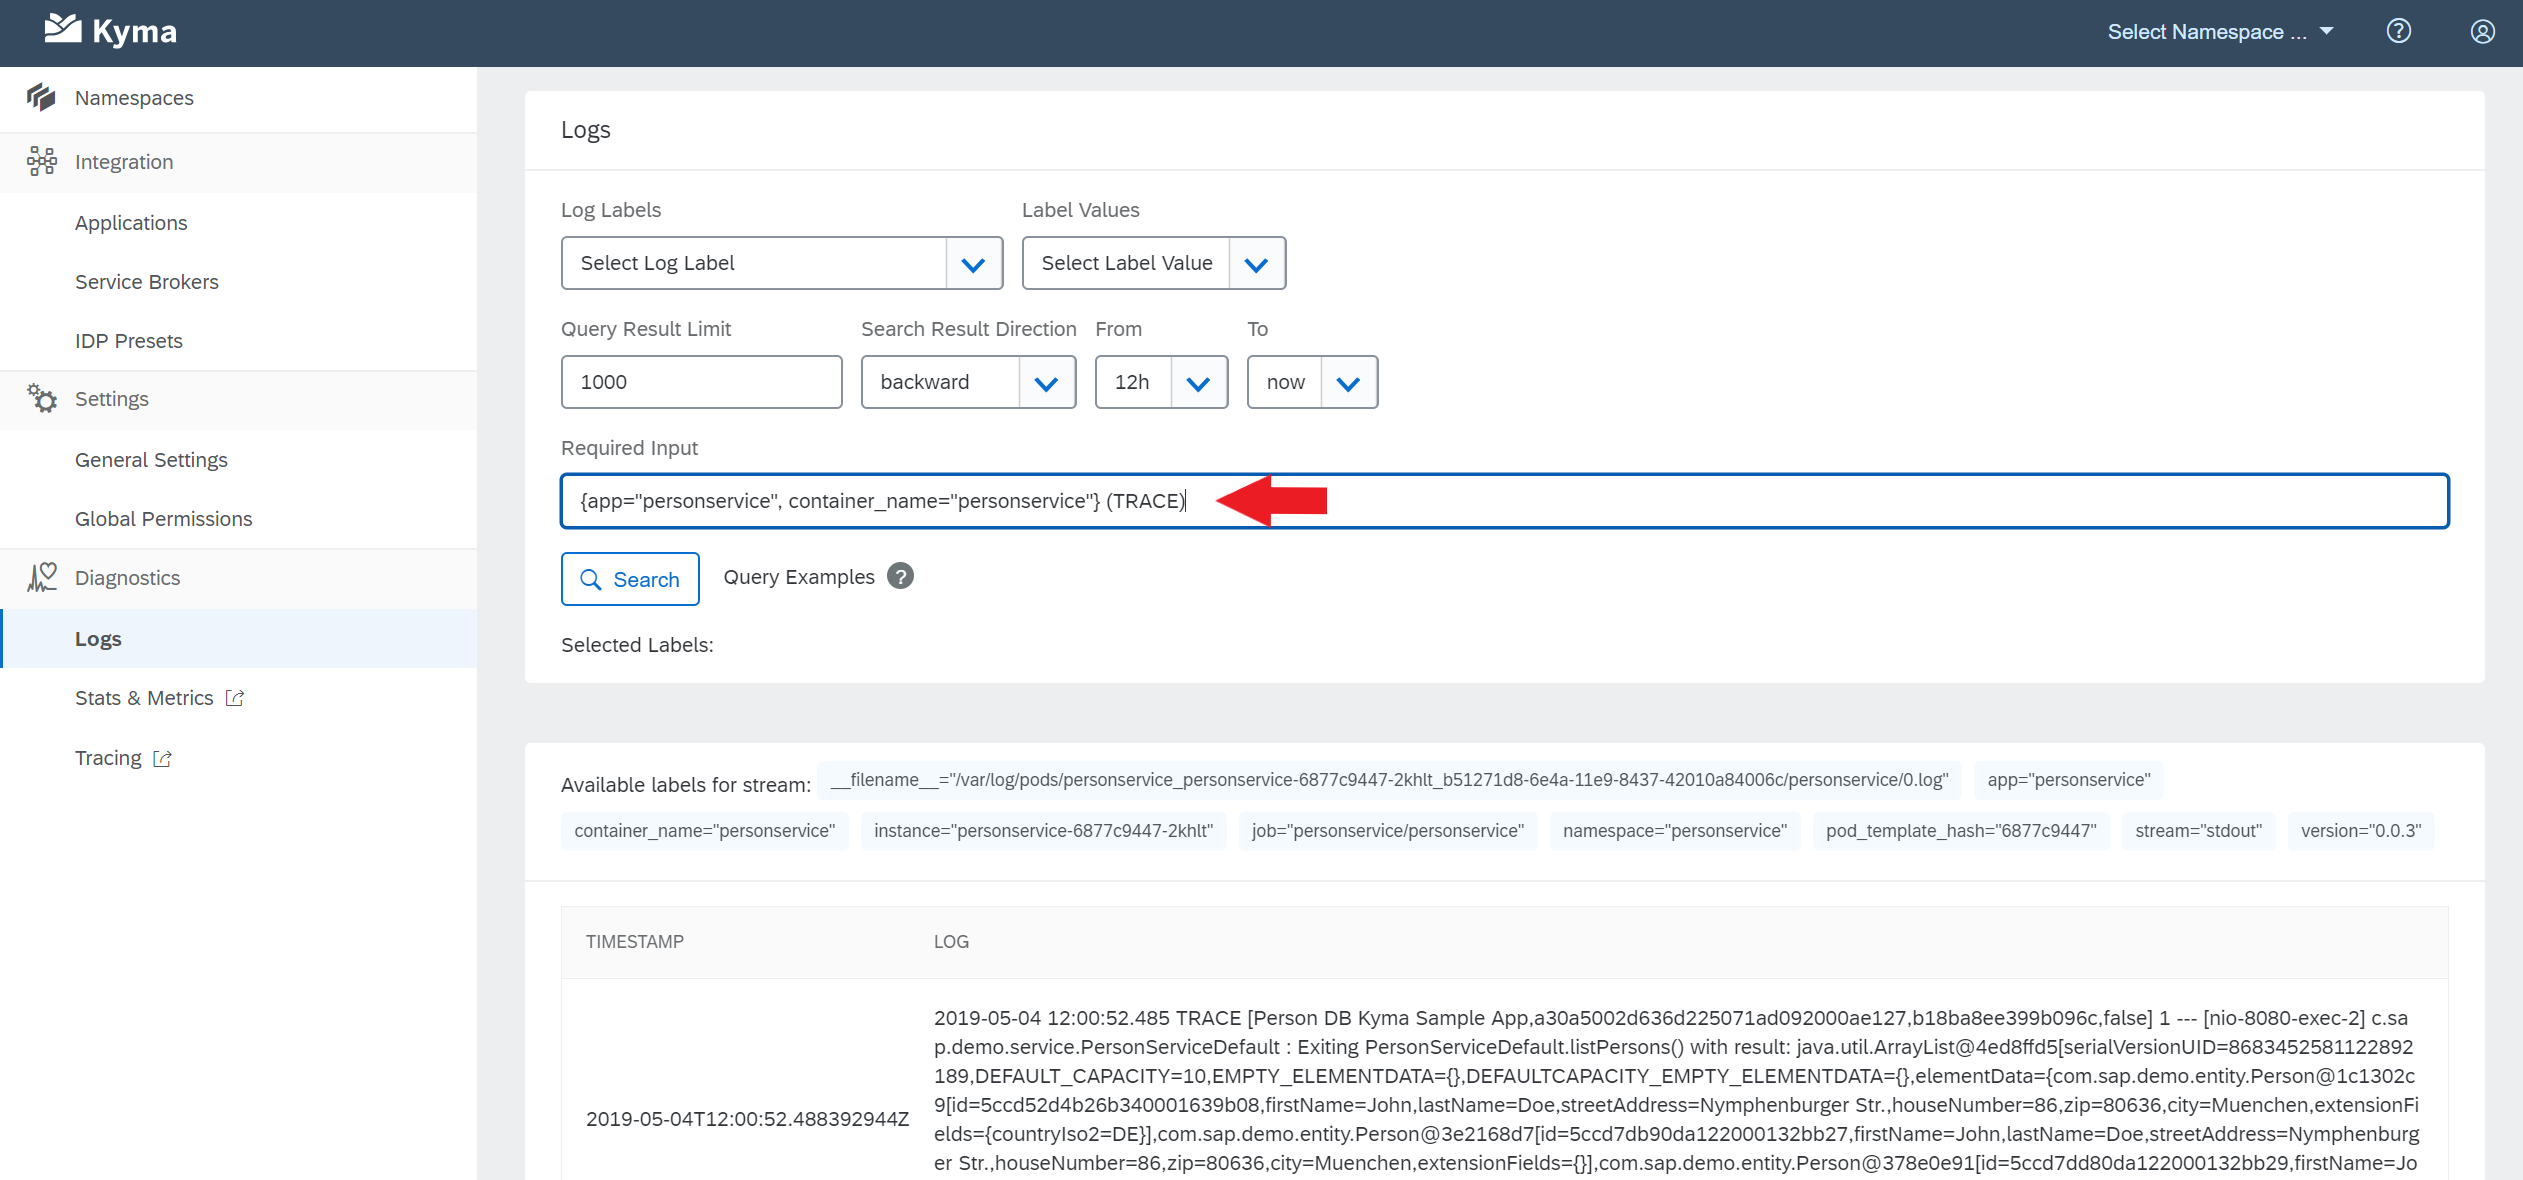 Kyma
Select Namespace ...
Namespaces
Integration
Applications
Service Brokers
IDP Presets
Settings
General Settings
Global Permissions
Diagnostics
Logs
Stats & Metrics
Tracing
Logs
Log Labels
Label Values
Select Log Label
Select Label Value
Query Result Limit
Search Result Direction
From
To
1000
backward
12h
now
Required Input
{app="personservice", container_name="personservice"} (TRACE)
Search
Query Examples ?
Selected Labels:
Available labels for stream: __filename__="/var/log/pods/personservice_personservice-6877c9447-2khlt_b51271d8-6e4a-11e9-8437-42010a84006c/personservice/0.log" app="personservice"
container_name="personservice" instance="personservice-6877c9447-2khlt" job="personservice/personservice" namespace="personservice" pod_template_hash="6877c9447" stream="stdout" version="0.0.3"
TIMESTAMP
LOG
2019-05-04T12:00:52.488392944Z
2019-05-04 12:00:52.485 TRACE [Person DB Kyma Sample App,a30a5002d636d225071ad092000ae127,b18ba8ee399b096c,false] 1 --- [nio-8080-exec-2] c.sa
p.demo.service.PersonServiceDefault : Exiting PersonServiceDefault.listPersons() with result: java.util.ArrayList@4ed8ffd5[serialVersionUID=8683452581122892
189,DEFAULT_CAPACITY=10,EMPTY_ELEMENTDATA={},DEFAULTCAPACITY_EMPTY_ELEMENTDATA={},elementData={com.sap.demo.entity.Person@1c1302c
9[id=5ccd52d4b26b340001639b08,firstName=John,lastName=Doe,streetAddress=Nymphenburger Str.,houseNumber=86,zip=80636,city=Muenchen,extensionFi
elds={countryIso2=DE}],com.sap.demo.entity.Person@3e2168d7[id=5ccd7db90da122000132bb27,firstName=John,lastName=Doe,streetAddress=Nymphenburg
er Str.,houseNumber=86,zip=80636,city=Muenchen,extensionFields={}],com.sap.demo.entity.Person@378e0e91[id=5ccd7dd80da122000132bb29,firstName=Jo